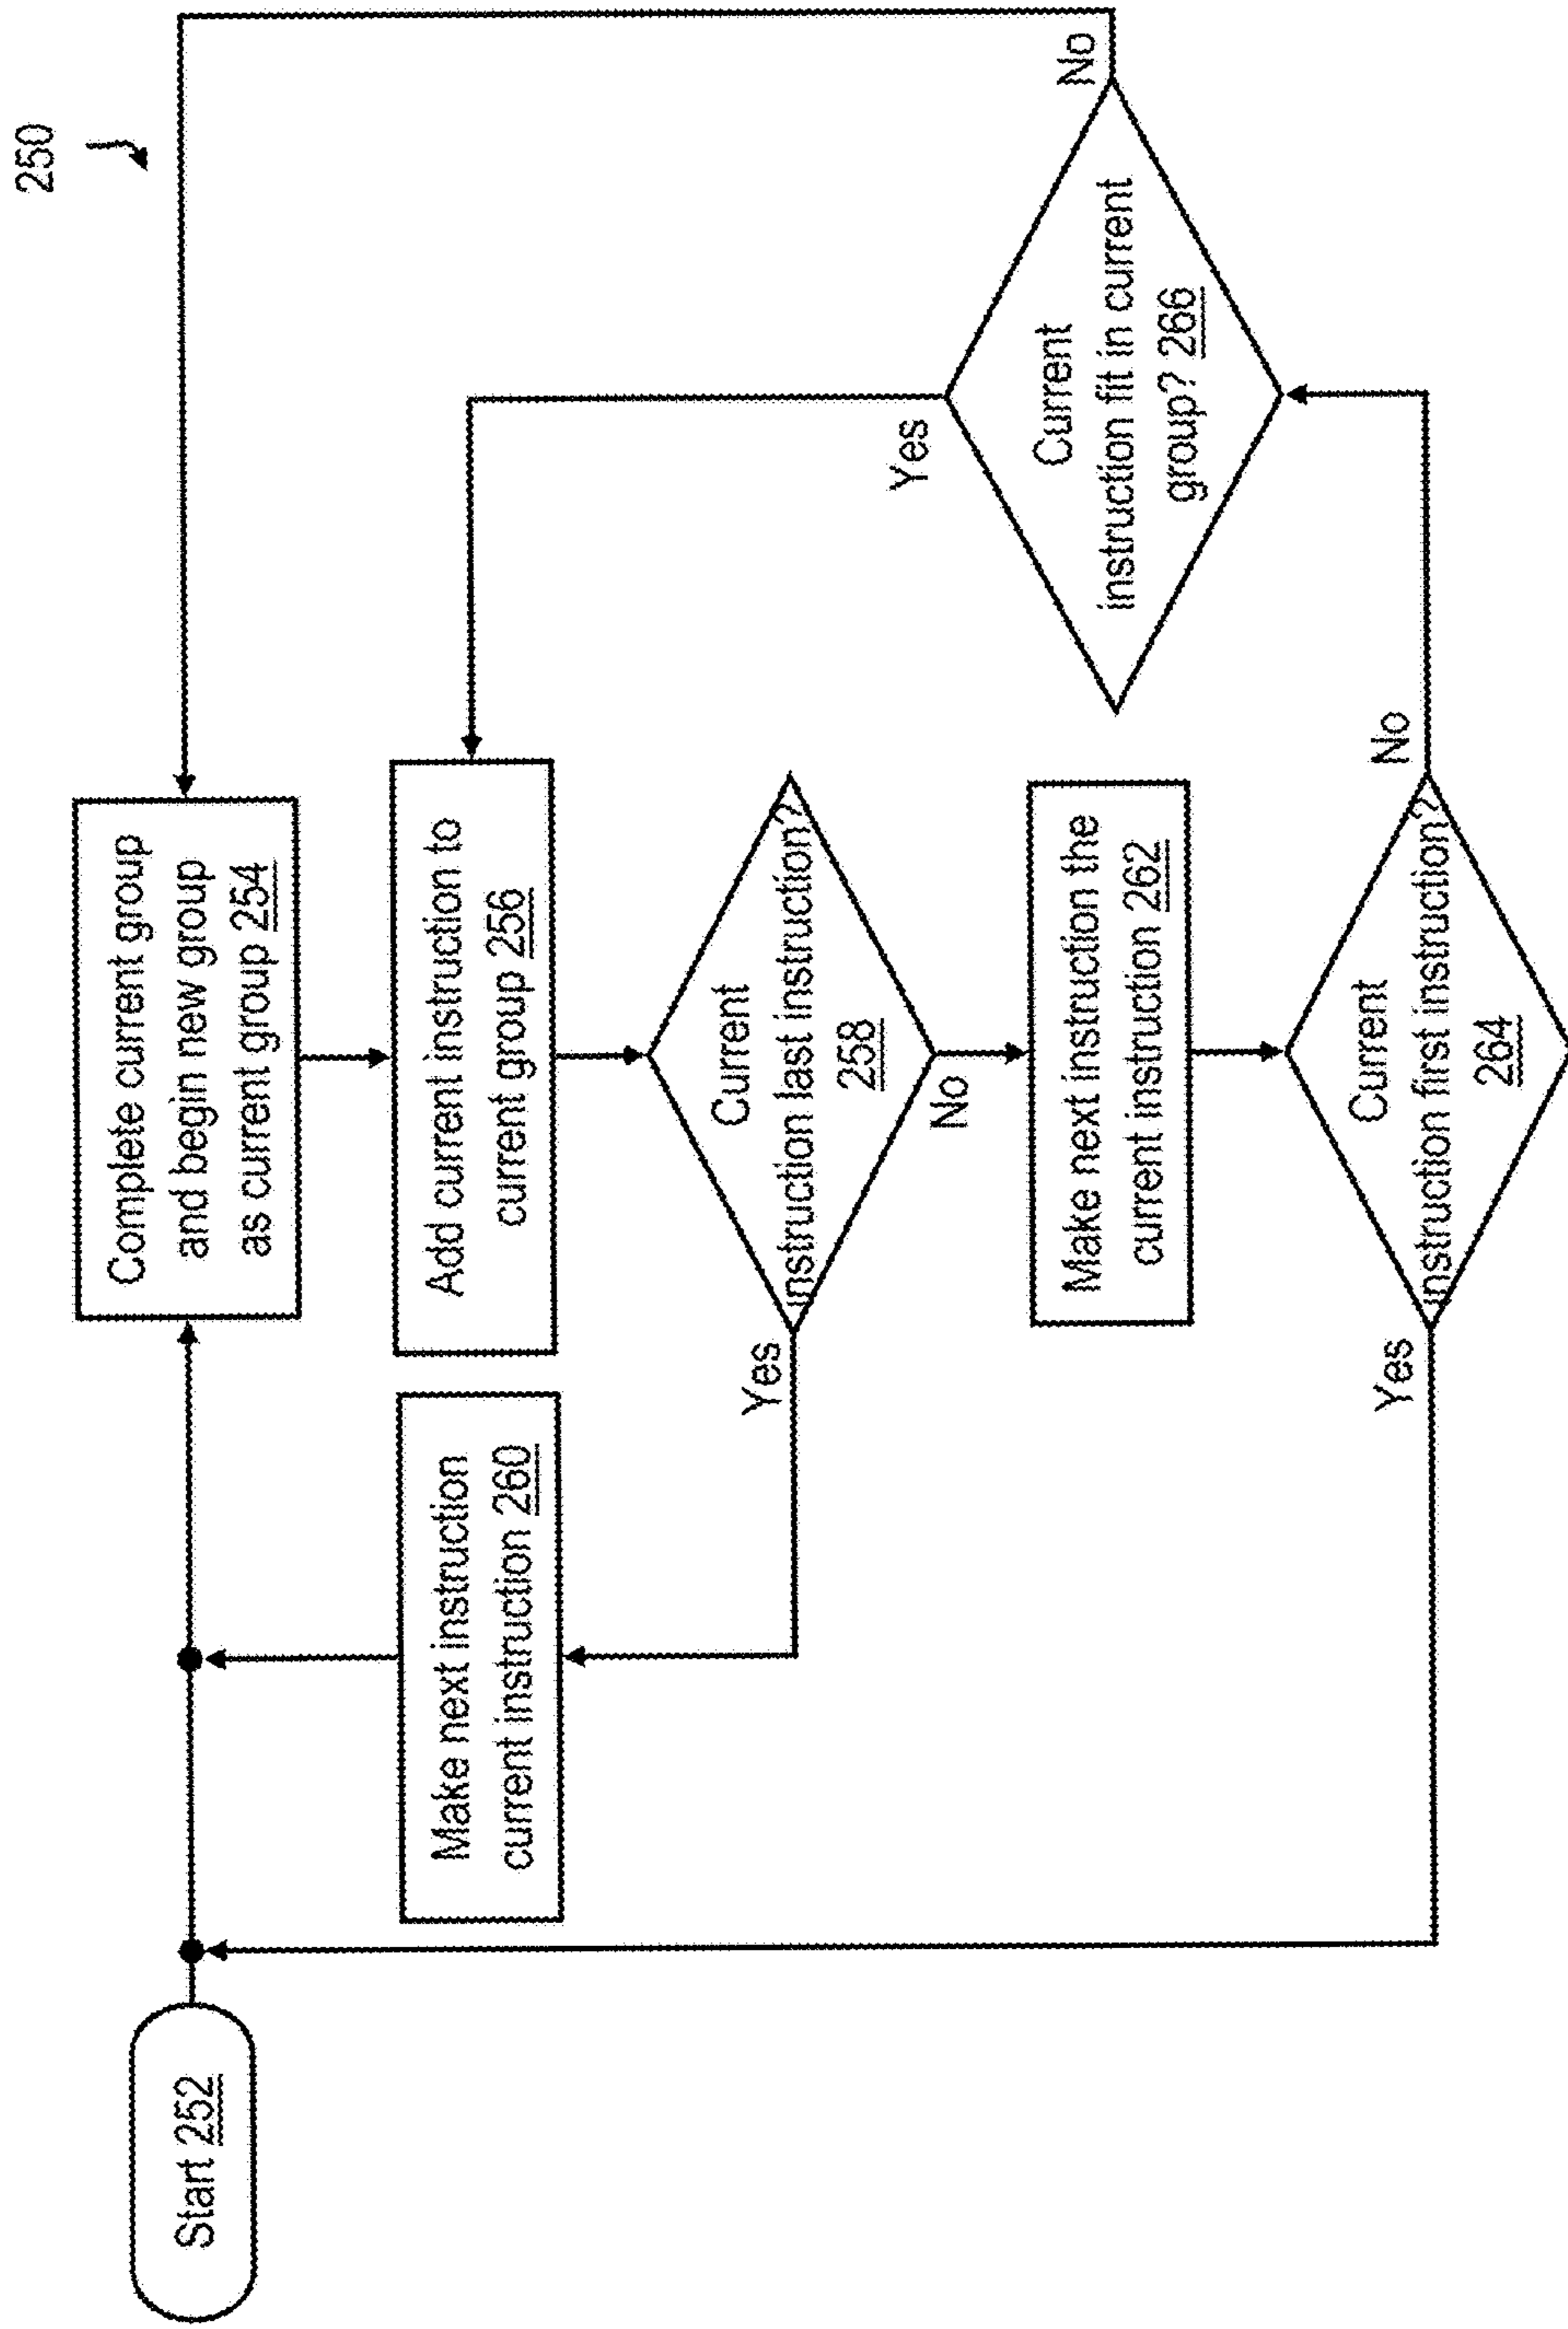 250
Start 252
Complete current group
and begin new group
as current group 254
Make next instruction
current instruction 260
Add current instruction to
current group 256
Yes
Current
instruction last instruction?
258
No
Yes
Current
instruction fit in current
group? 266
No
Make next instruction the
current instruction 262
Yes
Current
instruction first instruction?
264
No